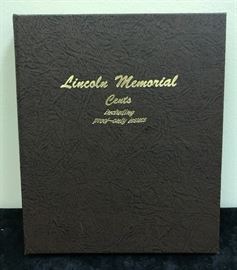 Lincoln Memorial
Cents
including
proof-only issues